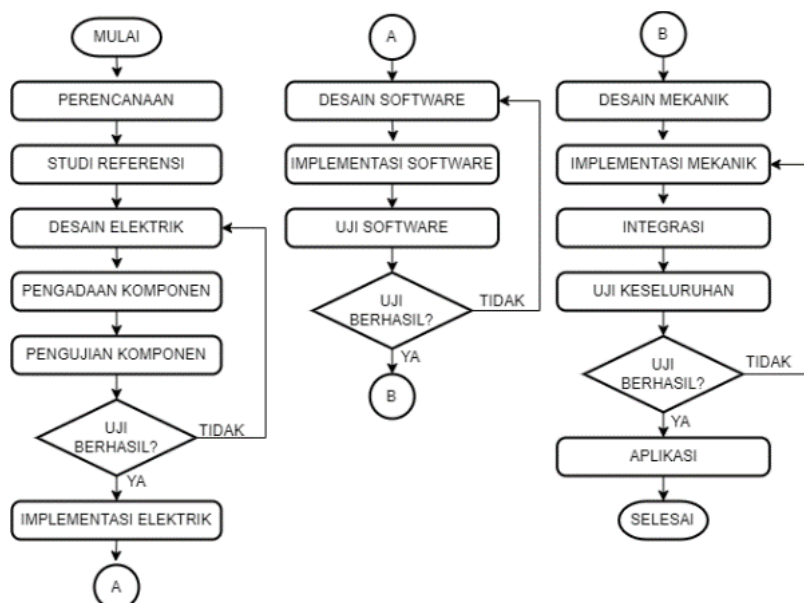 MULAI
PERENCANAAN
STUDI REFERENSI
DESAIN ELEKTRIK
PENGADAAN KOMPONEN
PENGUJIAN KOMPONEN
UJI
BERHASIL?
TIDAK
YA
IMPLEMENTASI ELEKTRIK
A
A
DESAIN SOFTWARE
IMPLEMENTASI SOFTWARE
UJI SOFTWARE
UJI
BERHASIL?
TIDAK
YA
B
B
DESAIN MEKANIK
IMPLEMENTASI MEKANIK
INTEGRASI
UJI KESELURUHAN
UJI
BERHASIL?
TIDAK
YA
APLIKASI
SELESAI